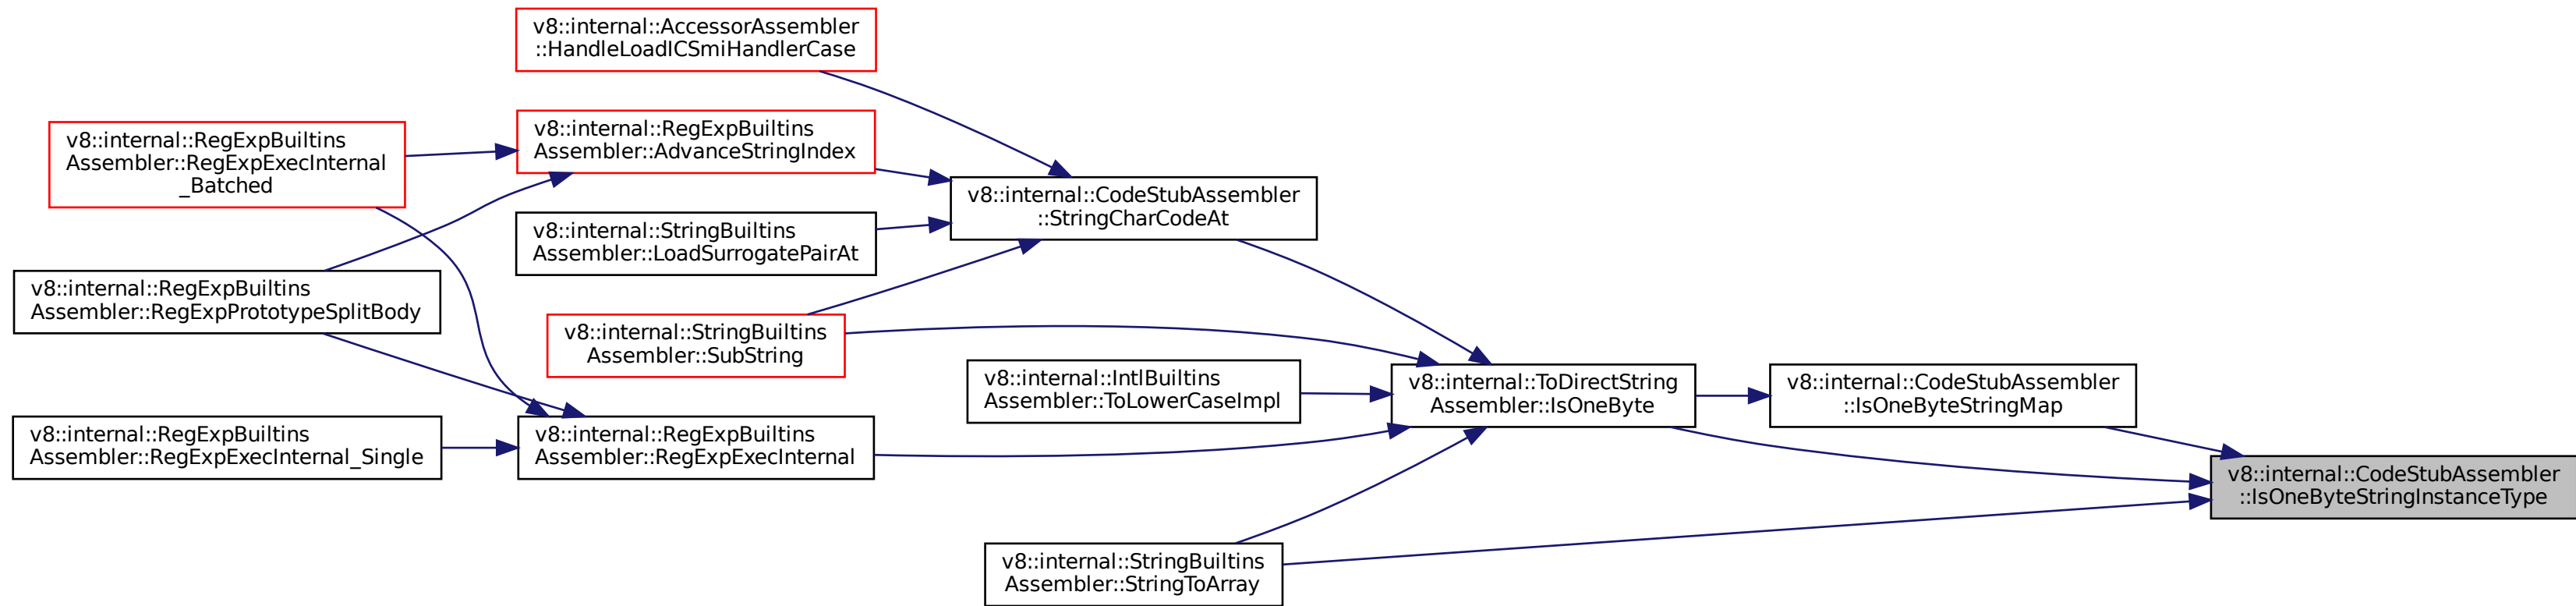 v8::internal::AccessorAssembler
::HandleLoadICSmiHandlerCase
v8::internal::RegExpBuiltins
Assembler::AdvanceStringIndex
v8::internal::RegExpBuiltins
Assembler::RegExpExecInternal
_Batched
v8::internal::CodeStubAssembler
::StringCharCodeAt
v8::internal::StringBuiltins
Assembler::LoadSurrogatePairAt
v8::internal::RegExpBuiltins
Assembler::RegExpPrototypeSplitBody
v8::internal::StringBuiltins
Assembler::SubString
v8::internal::IntlBuiltins
Assembler::ToLowerCaseImpl
v8::internal::ToDirectString
Assembler::IsOneByte
v8::internal::CodeStubAssembler
::IsOneByteStringMap
v8::internal::RegExpBuiltins
Assembler::RegExpExecInternal_Single
v8::internal::RegExpBuiltins
Assembler::RegExpExecInternal
v8::internal::CodeStubAssembler
::IsOneByteStringInstanceType
v8::internal::StringBuiltins
Assembler::StringToArray